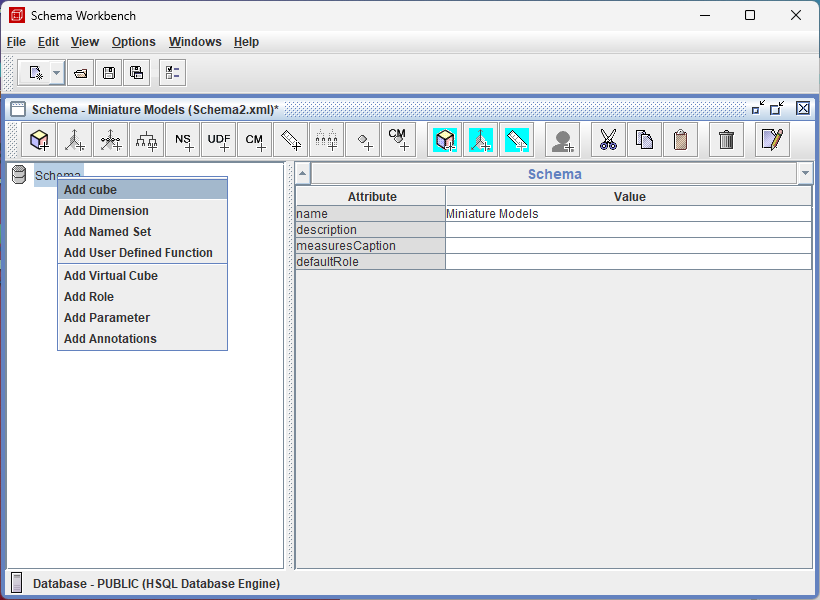 Schema Workbench
File Edit View Options Windows Help
Schema - Miniature Models (Schema2.xml)*
NS UDF CM CM
Schema
Add cube
Add Dimension
Add Named Set
Add User Defined Function
Add Virtual Cube
Add Role
Add Parameter
Add Annotations
Schema
Attribute Value
name Miniature Models
description
measuresCaption
defaultRole
Database - PUBLIC (HSQL Database Engine)